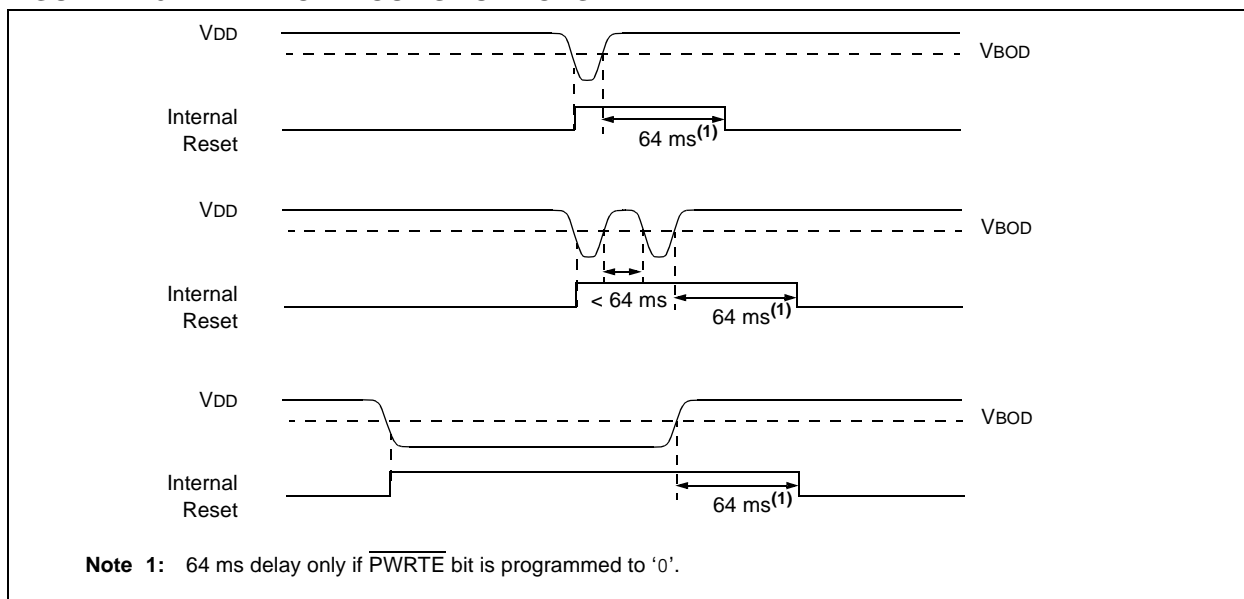 VDD
VBOD
Internal
Reset
64 ms(1)
VDD
VBOD
Internal
Reset
< 64 ms
64 ms(1)
VDD
VBOD
Internal
Reset
64 ms(1)
Note 1: 64 ms delay only if PWRTE bit is programmed to ‘0’.